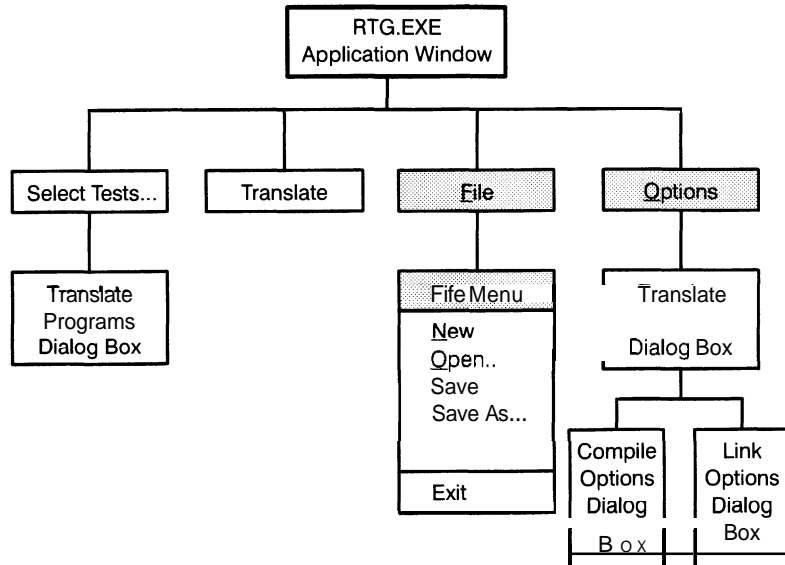 RTG.EXE
Application Window
Select Tests...
Translate
File
Options
Translate
Programs
Dialog Box
Fife Menu
New
Open..
Save
Save As...
Exit
Translate
Dialog Box
Compile
Options
Dialog
Box
Link
Options
Dialog
Box